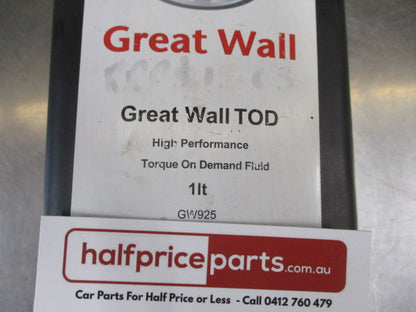 Great Wall
Great Wall TOD
High Performance
Torque On Demand Fluid
1lt
GW925
halfpriceparts.com.au
Car Parts For Half Price or Less - Call 0412 760 479